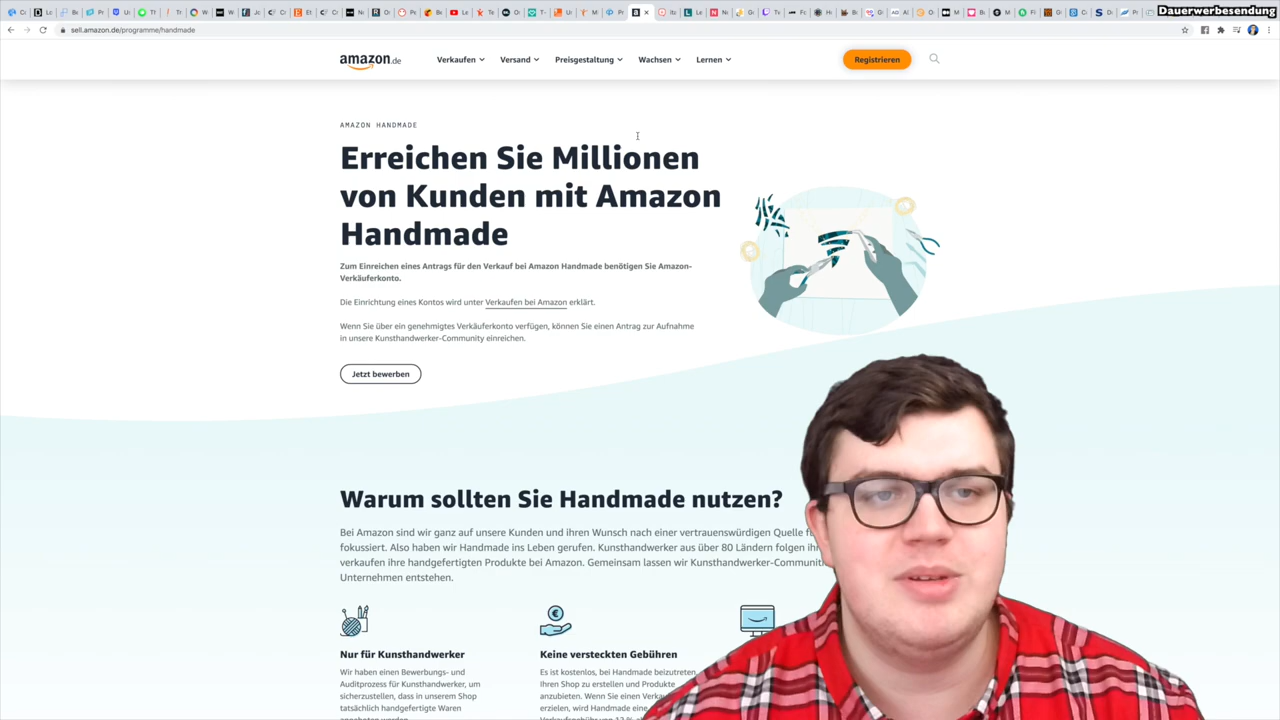 Dauerwerbesendung
sell.amazon.de/programme/handmade
amazon.de
Verkaufen
Versand
Preisgestaltung
Wachsen
Lernen
Registrieren
AMAZON HANDMADE
Erreichen Sie Millionen
von Kunden mit Amazon
Handmade
Zum Einreichen eines Antrags für den Verkauf bei Amazon Handmade benötigen Sie Amazon-
Verkäuferkonto.
Die Einrichtung eines Kontos wird unter Verkaufen bei Amazon erklärt.
Wenn Sie über ein genehmigtes Verkäuferkonto verfügen, können Sie einen Antrag zur Aufnahme
in unsere Kunsthandwerker-Community einreichen.
Jetzt bewerben
Warum sollten Sie Handmade nutzen?
Bei Amazon sind wir ganz auf unsere Kunden und ihren Wunsch nach einer vertrauenswürdigen Quelle
fokussiert. Also haben wir Handmade ins Leben gerufen. Kunsthandwerker aus über 80 Ländern folgen
verkaufen ihre handgefertigten Produkte bei Amazon. Gemeinsam lassen wir Kunsthandwerker-Communit
Unternehmen entstehen.
Nur für Kunsthandwerker
Wir haben einen Bewerbungs- und
Auditprozess für Kunsthandwerker, um
sicherzustellen, dass in unserem Shop
tatsächlich handgefertigte Waren
Keine versteckten Gebühren
Es ist kostenlos, bei Handmade beizutreten,
Ihren Shop zu erstellen und Produkte
anzubieten. Wenn Sie einen Verkau
erzielen, wird Handmade eine